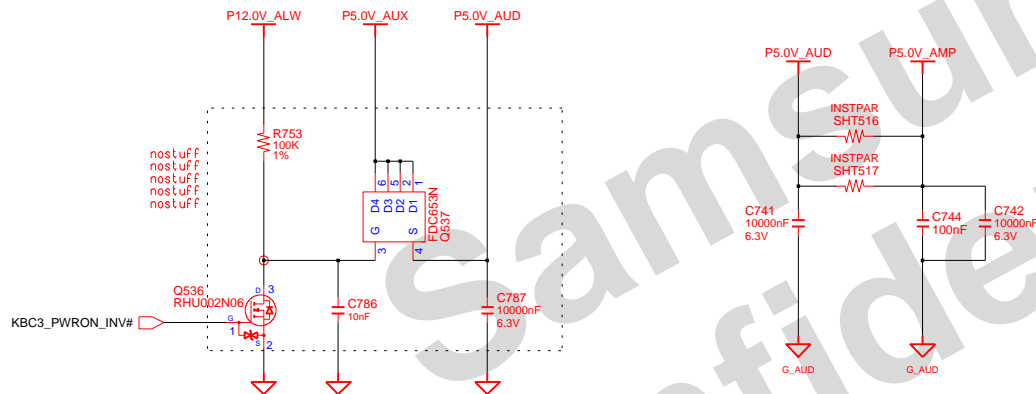 P12.0V_ALW
P5.0V_AUX
P5.0V_AUD
R753
100K
1%
nostuff
nostuff
nostuff
nostuff
nostuff
6
5
2
1
D4
D3
D2
D1
G
S
FDC653N
Q537
3
4
Q536
RHU002N06
D
3
G
1
S
2
KBC3_PWRON_INV#
C786
10nF
C787
10000nF
6.3V
P5.0V_AUD
P5.0V_AMP
INSTPAR
SHT516
INSTPAR
SHT517
C741
10000nF
6.3V
C744
100nF
C742
10000nF
6.3V
G_AUD
G_AUD
Samsun
nfide